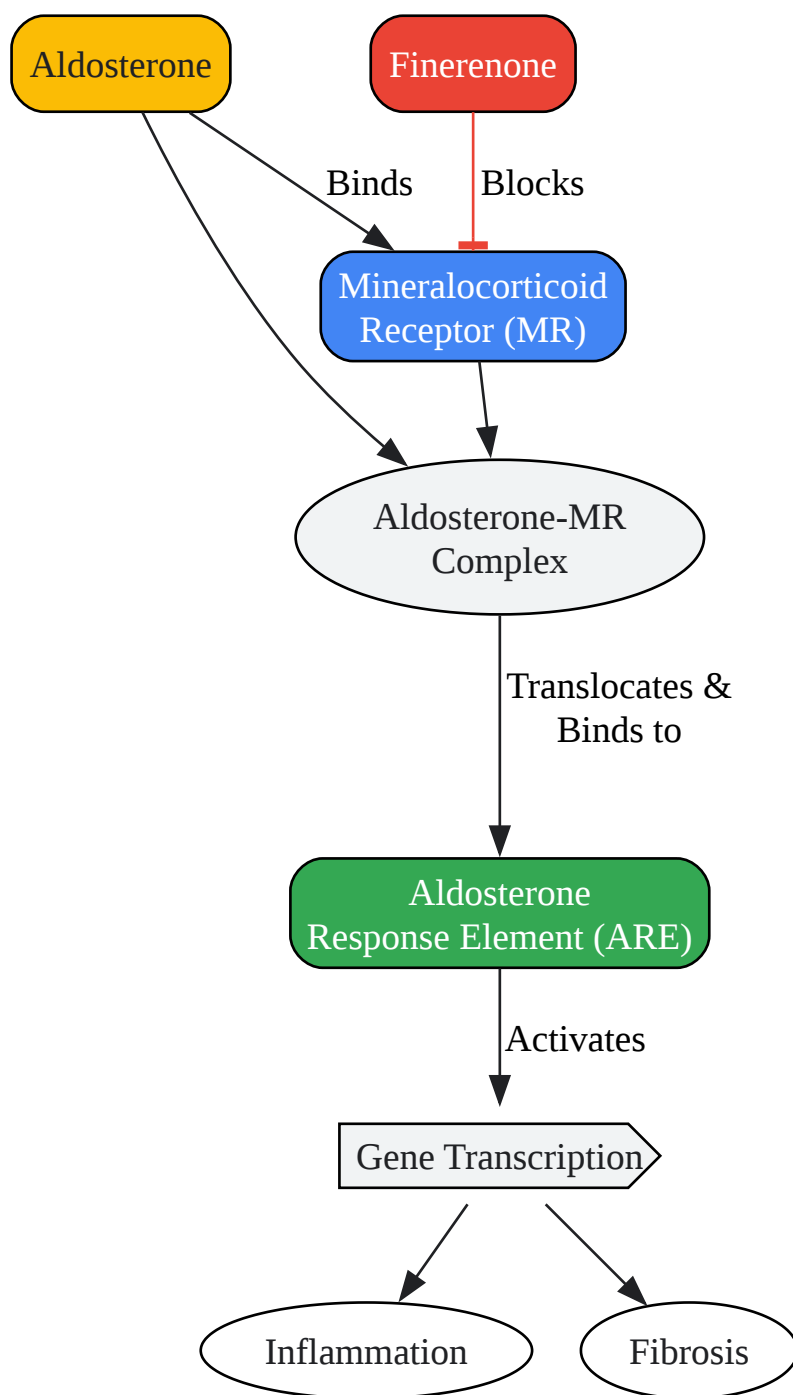 Aldosterone
Finerenone
Binds
Blocks
Mineralocorticoid
Receptor (MR)
Aldosterone-MR
Complex
Translocates &
Binds to
Aldosterone
Response Element (ARE)
Activates
Gene Transcription
Inflammation
Fibrosis